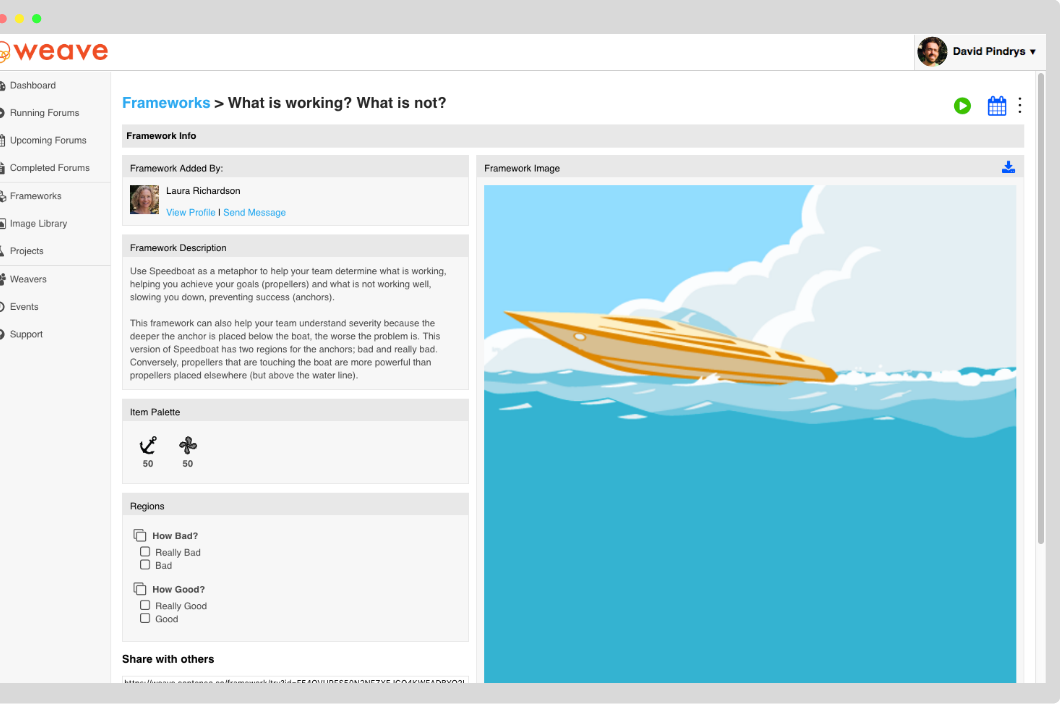 weave
David Pindrys ▾
Dashboard
Running Forums
Upcoming Forums
Completed Forums
Frameworks
Image Library
Projects
Weavers
Events
Support
Frameworks > What is working? What is not?
Framework Info
Framework Added By:
Laura Richardson
View Profile | Send Message
Framework Description
Use Speedboat as a metaphor to help your team determine what is working,
helping you achieve your goals (propellers) and what is not working well,
slowing you down, preventing success (anchors).
This framework can also help your team understand severity because the
deeper the anchor is placed below the boat, the worse the problem is. This
version of Speedboat has two regions for the anchors; bad and really bad.
Conversely, propellers that are touching the boat are more powerful than
propellers placed elsewhere (but above the water line).
Item Palette
50 50
Regions
How Bad?
Really Bad
Bad
How Good?
Really Good
Good
Share with others
Framework Image